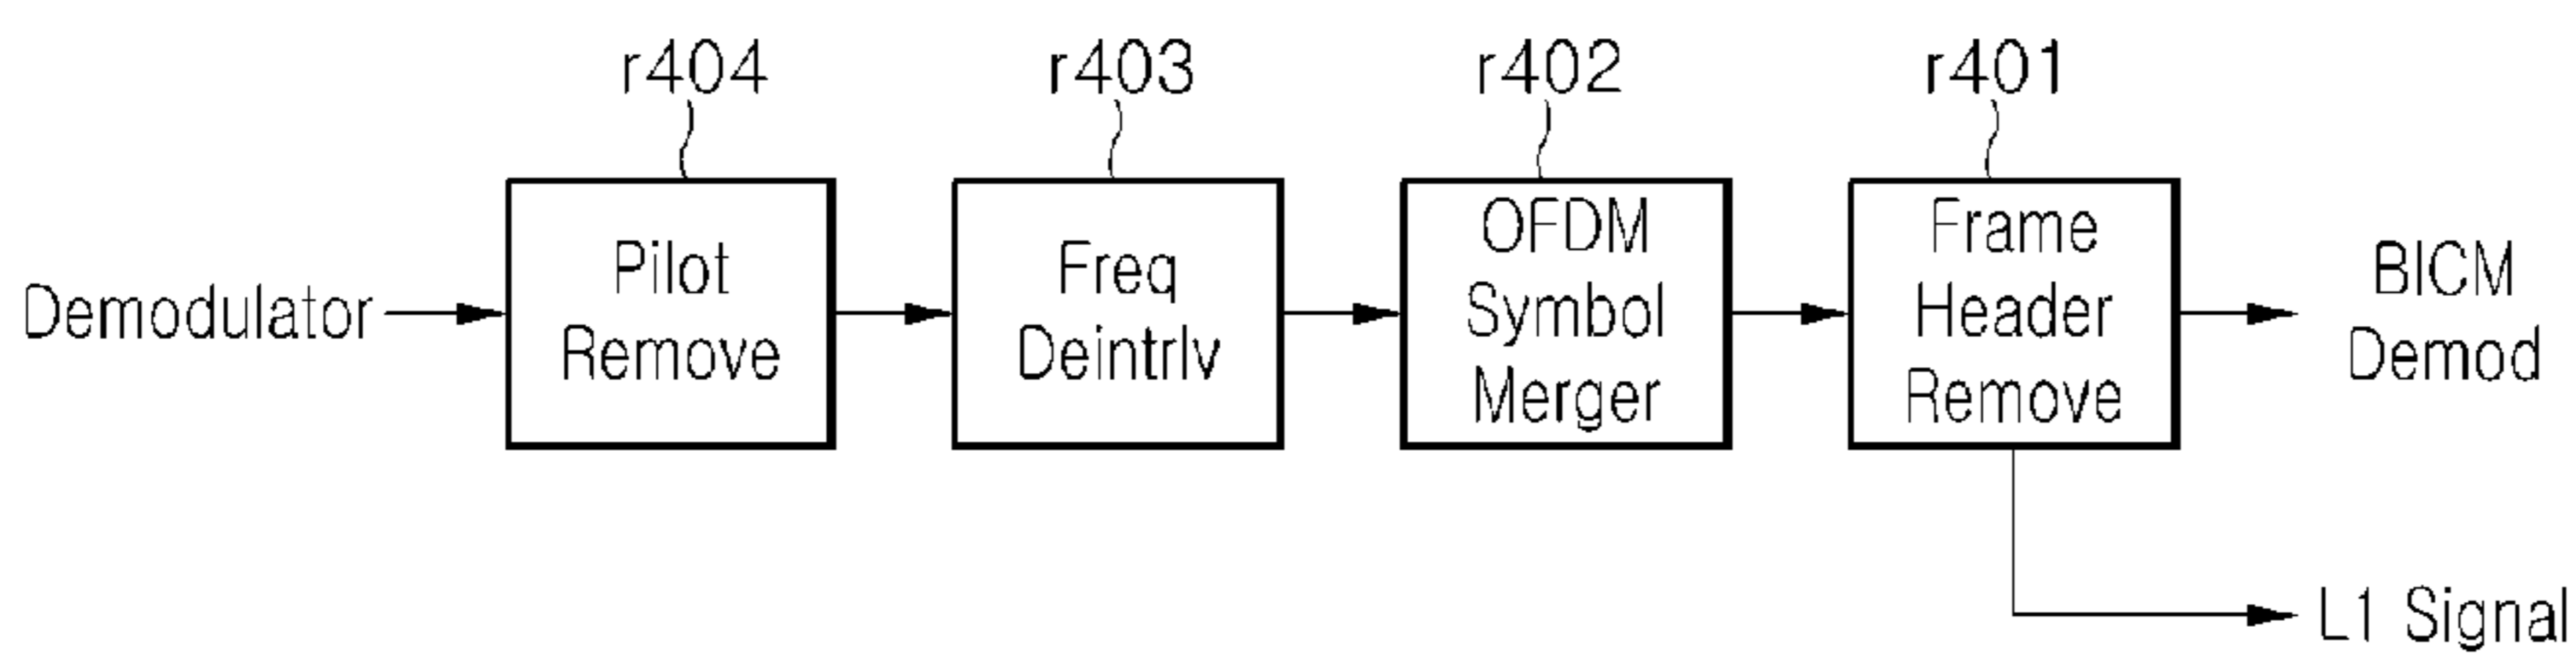 r404
r403
r402
r401
Demodulator
Pilot
Remove
Freq
Deintrlv
OFDM
Symbol
Merger
Frame
Header
Remove
BICM
Demod
L1 Signal